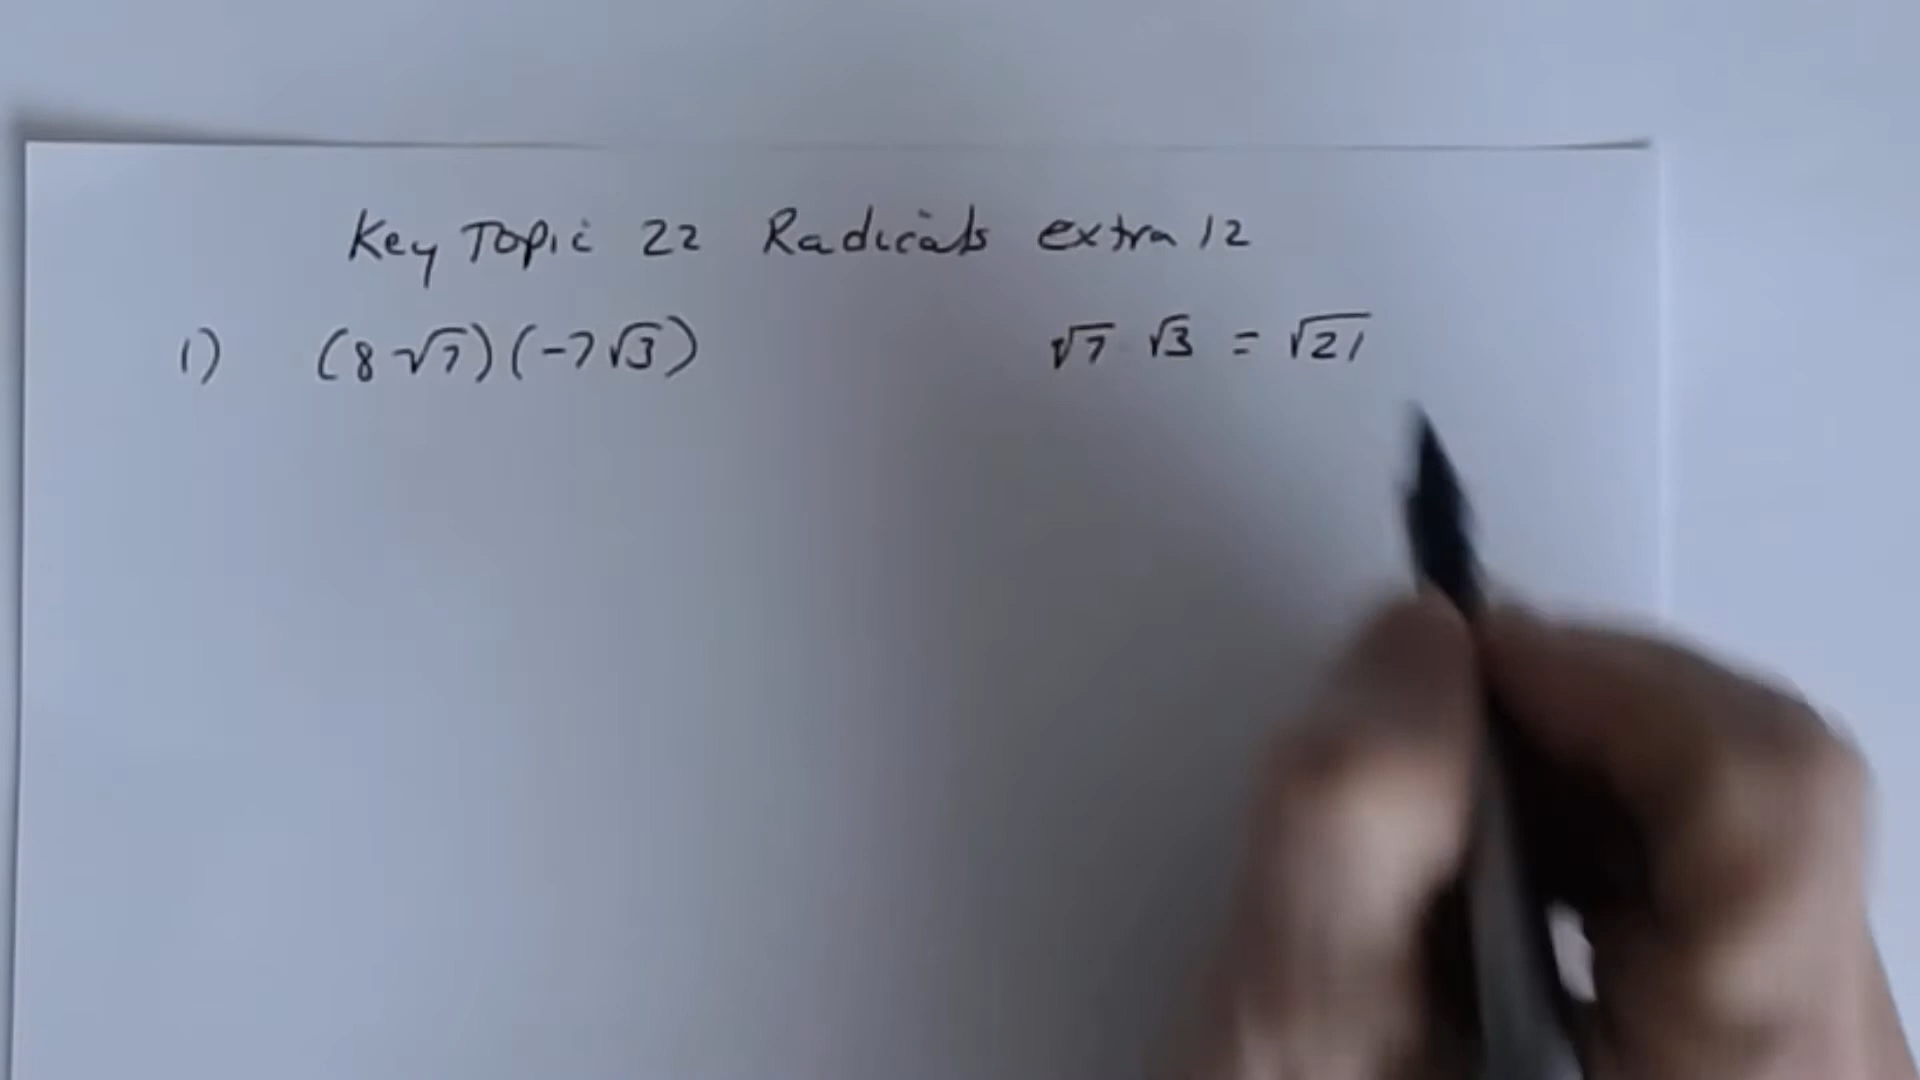 Key Topic 22 Radicals extra 12
1) (8√7)(-7√3) √7 √3 = √21